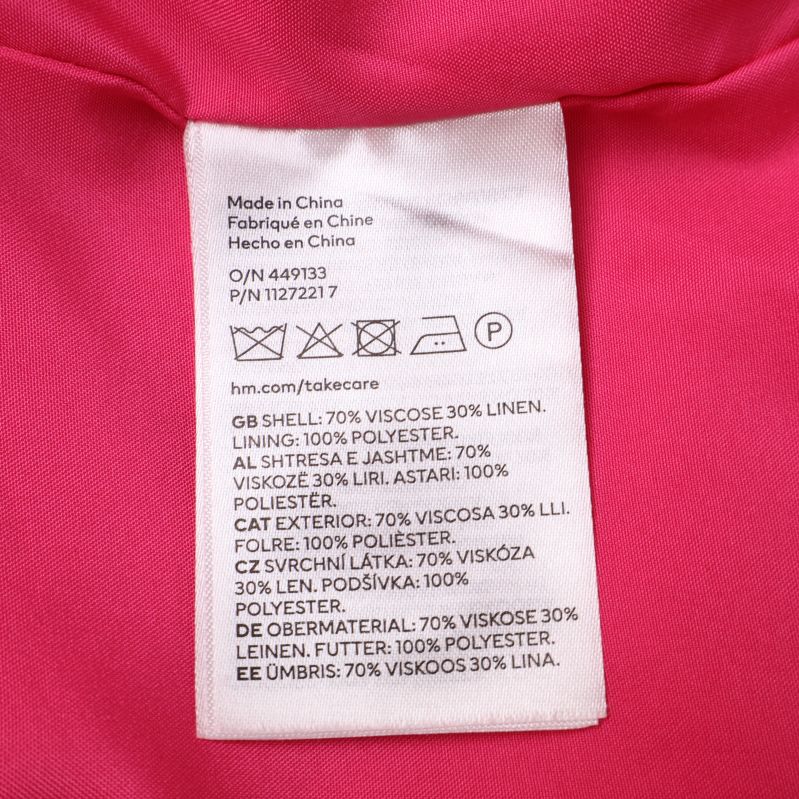 Made in China
Fabriqué en Chine
Hecho en China
O/N 449133
P/N 1127221 7
P
hm.com/takecare
GB SHELL: 70% VISCOSE 30% LINEN.
LINING: 100% POLYESTER.
AL SHTRESA E JASHTME: 70%
VISKOZË 30% LIRI. ASTARI: 100%
POLIESTËR.
CAT EXTERIOR: 70% VISCOSA 30% LLI.
FOLRE: 100% POLIÈSTER.
CZ SVRCHNÍ LÁTKA: 70% VISKÓZA
30% LEN. PODŠÍVKA: 100%
POLYESTER.
DE OBERMATERIAL: 70% VISKOSE 30%
LEINEN. FUTTER: 100% POLYESTER.
EE ÜMBRIS: 70% VISKOOS 30% LINA.